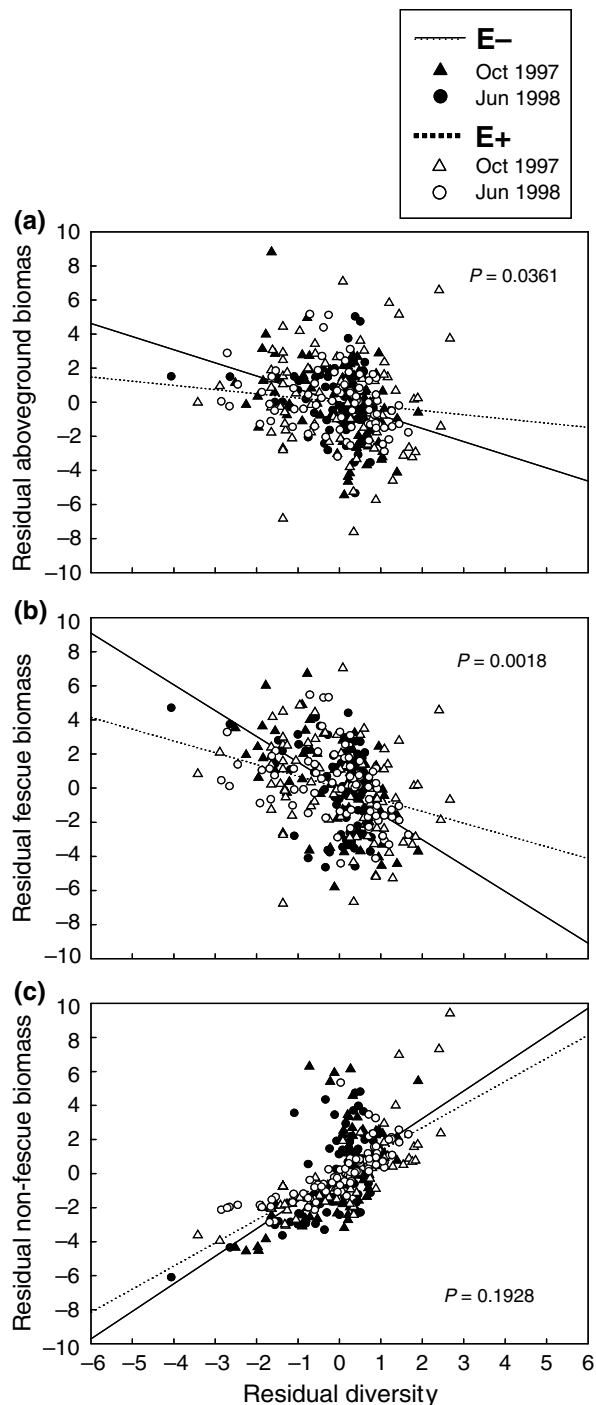 E−
Oct 1997
Jun 1998
E+
Oct 1997
Jun 1998
(a)
Residual aboveground biomas
10
8
6
4
2
0
−2
−4
−6
−8
−10
P = 0.0361
(b)
Residual fescue biomass
10
8
6
4
2
0
−2
−4
−6
−8
−10
P = 0.0018
(c)
Residual non-fescue biomass
10
8
6
4
2
0
−2
−4
−6
−8
−10
P = 0.1928
−6 −5 −4 −3 −2 −1 0 1 2 3 4 5 6
Residual diversity